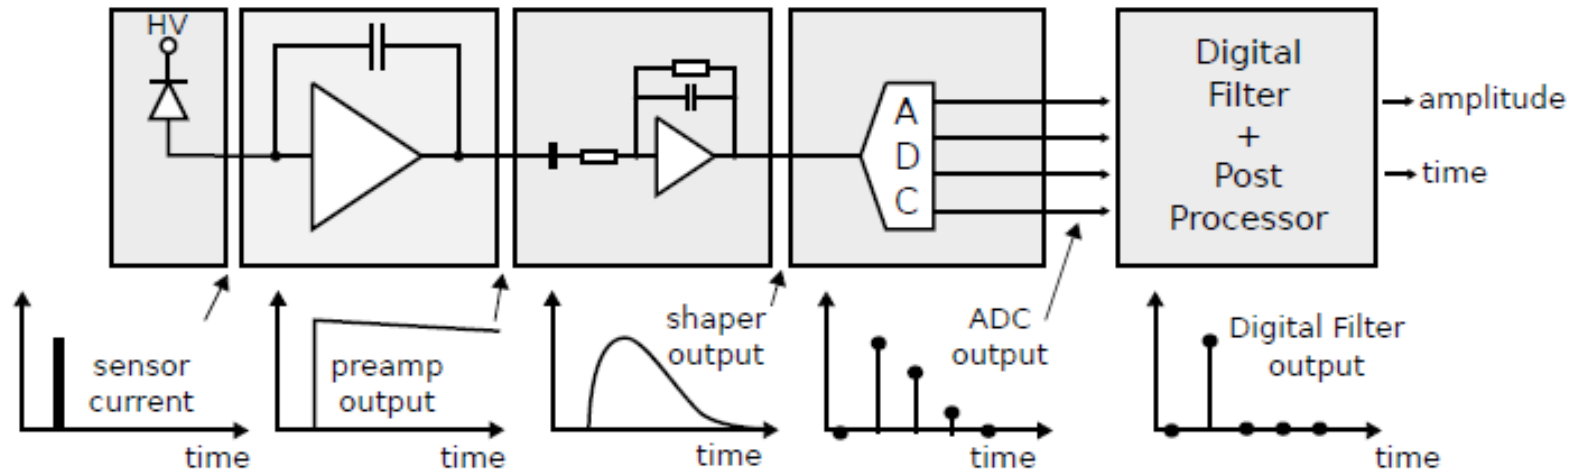 HV
A
D
C
Digital
Filter
+
Post
Processor
amplitude
time
sensor
current
time
preamp
output
time
shaper
output
time
ADC
output
time
Digital Filter
output
time